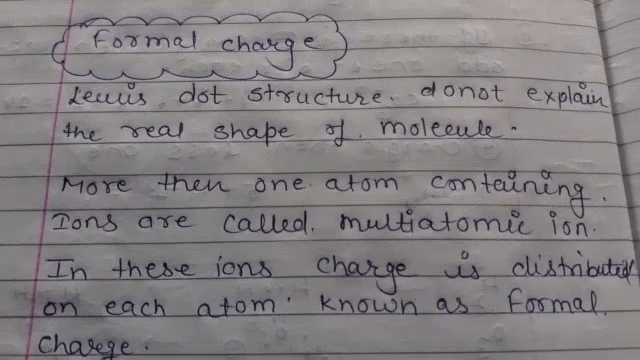 Formal charge
Lewis dot structure. donot explain
the real shape of molecule.
More then one atom containing.
Ions are called. multiatomic ion.
In these ions charge is distributed
on each atom. known as Formal.
Charge.